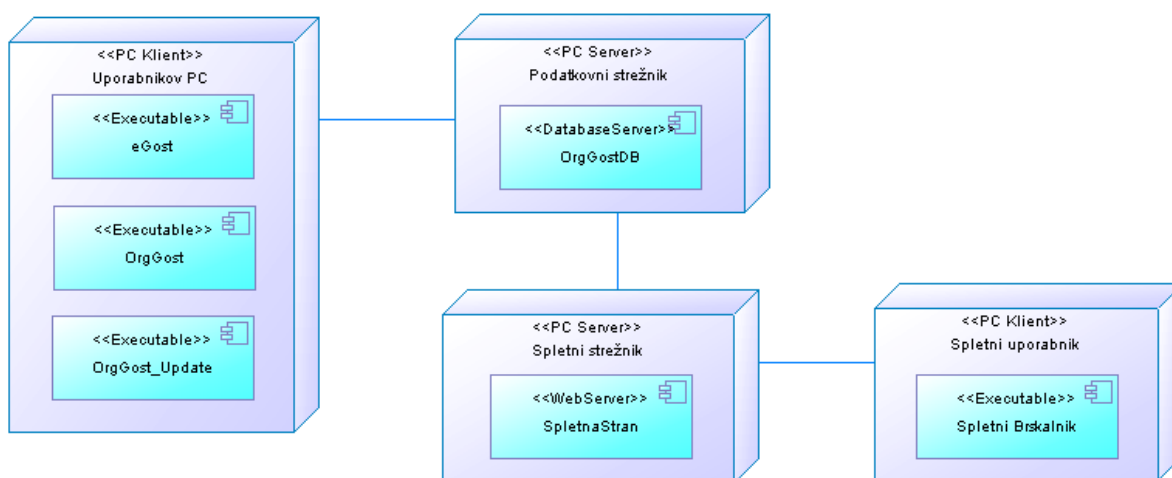 <<PC Klient>>
Uporabnikov PC
<<Executable>>
eGost
<<Executable>>
OrgGost
<<Executable>>
OrgGost_Update
<<PC Server>>
Podatkovni strežnik
<<DatabaseServer>>
OrgGostDB
<<PC Server>>
Spletni strežnik
<<WebServer>>
SpletnaStran
<<PC Klient>>
Spletni uporabnik
<<Executable>>
Spletni Brskalnik